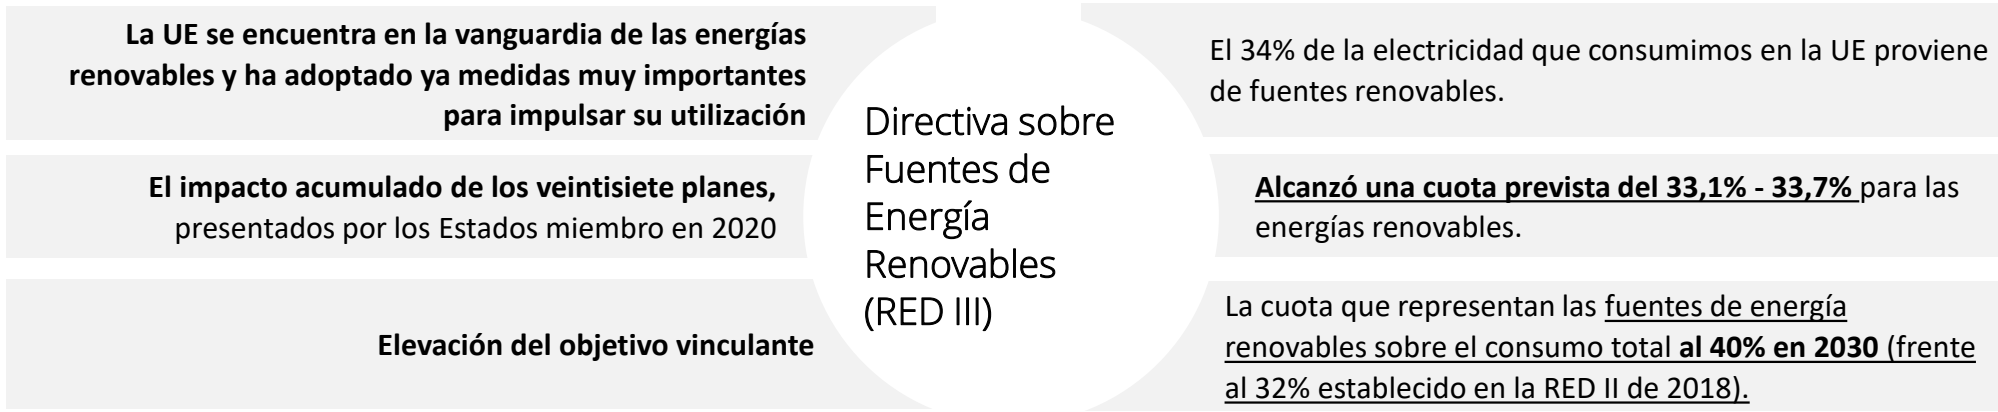 La UE se encuentra en la vanguardia de las energías
renovables y ha adoptado ya medidas muy importantes
para impulsar su utilización
El 34% de la electricidad que consumimos en la UE proviene
de fuentes renovables.
Directiva sobre
Fuentes de
Energía
Renovables
(RED III)
El impacto acumulado de los veintisiete planes,
presentados por los Estados miembro en 2020
Alcanzó una cuota prevista del 33,1% - 33,7% para las
energías renovables.
Elevación del objetivo vinculante
La cuota que representan las fuentes de energía
renovables sobre el consumo total al 40% en 2030 (frente
al 32% establecido en la RED II de 2018).